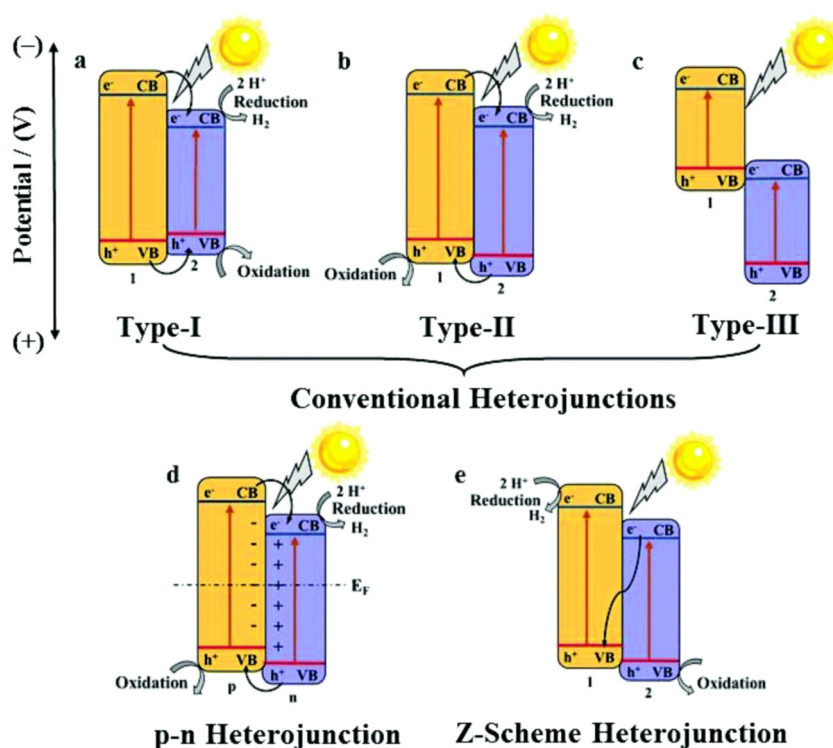 (–)
Potential / (V)
(+)
a
e⁻ CB
h⁺ VB
1
e⁻ CB
h⁺ VB
2
2 H⁺
Reduction
H₂
Oxidation
Type-I
b
e⁻ CB
h⁺ VB
1
e⁻ CB
h⁺ VB
2
2 H⁺
Reduction
H₂
Oxidation
Type-II
c
e⁻ CB
h⁺ VB
1
e⁻ CB
h⁺ VB
2
Type-III
Conventional Heterojunctions
d
e⁻ CB
- 
-
-
-
-
h⁺ VB
p
e⁻ CB
+
+
+
+
+
+
h⁺ VB
n
2 H⁺
Reduction
H₂
E_F
Oxidation
p-n Heterojunction
e
2 H⁺
Reduction
H₂
e⁻ CB
h⁺ VB
1
e⁻ CB
h⁺ VB
2
Oxidation
Z-Scheme Heterojunction